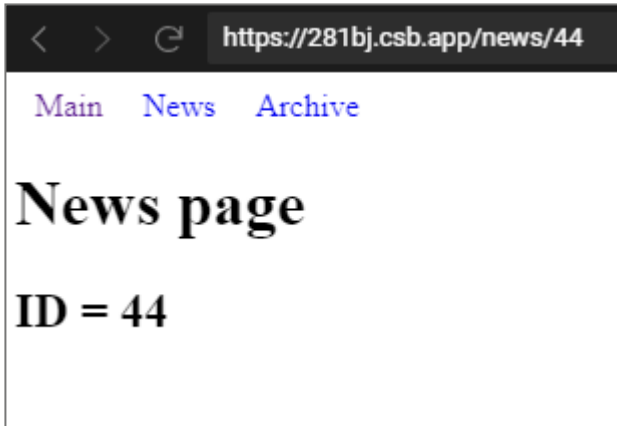 https://281bj.csb.app/news/44
Main News Archive
News page
ID = 44